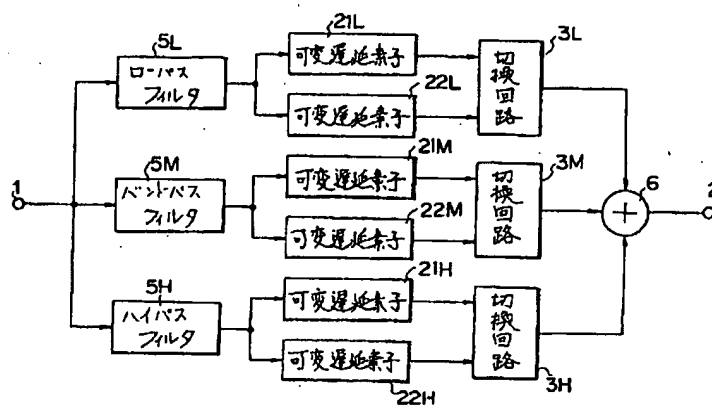 21L
5L
可変遅延素子
3L
ローパス
フィルタ
切換回路
22L
可変遅延素子
21M
5M
可変遅延素子
3M
1
バンドパス
フィルタ
切換回路
6
2
22M
可変遅延素子
21H
5H
可変遅延素子
ハイパス
フィルタ
切換回路
可変遅延素子
22H
3H